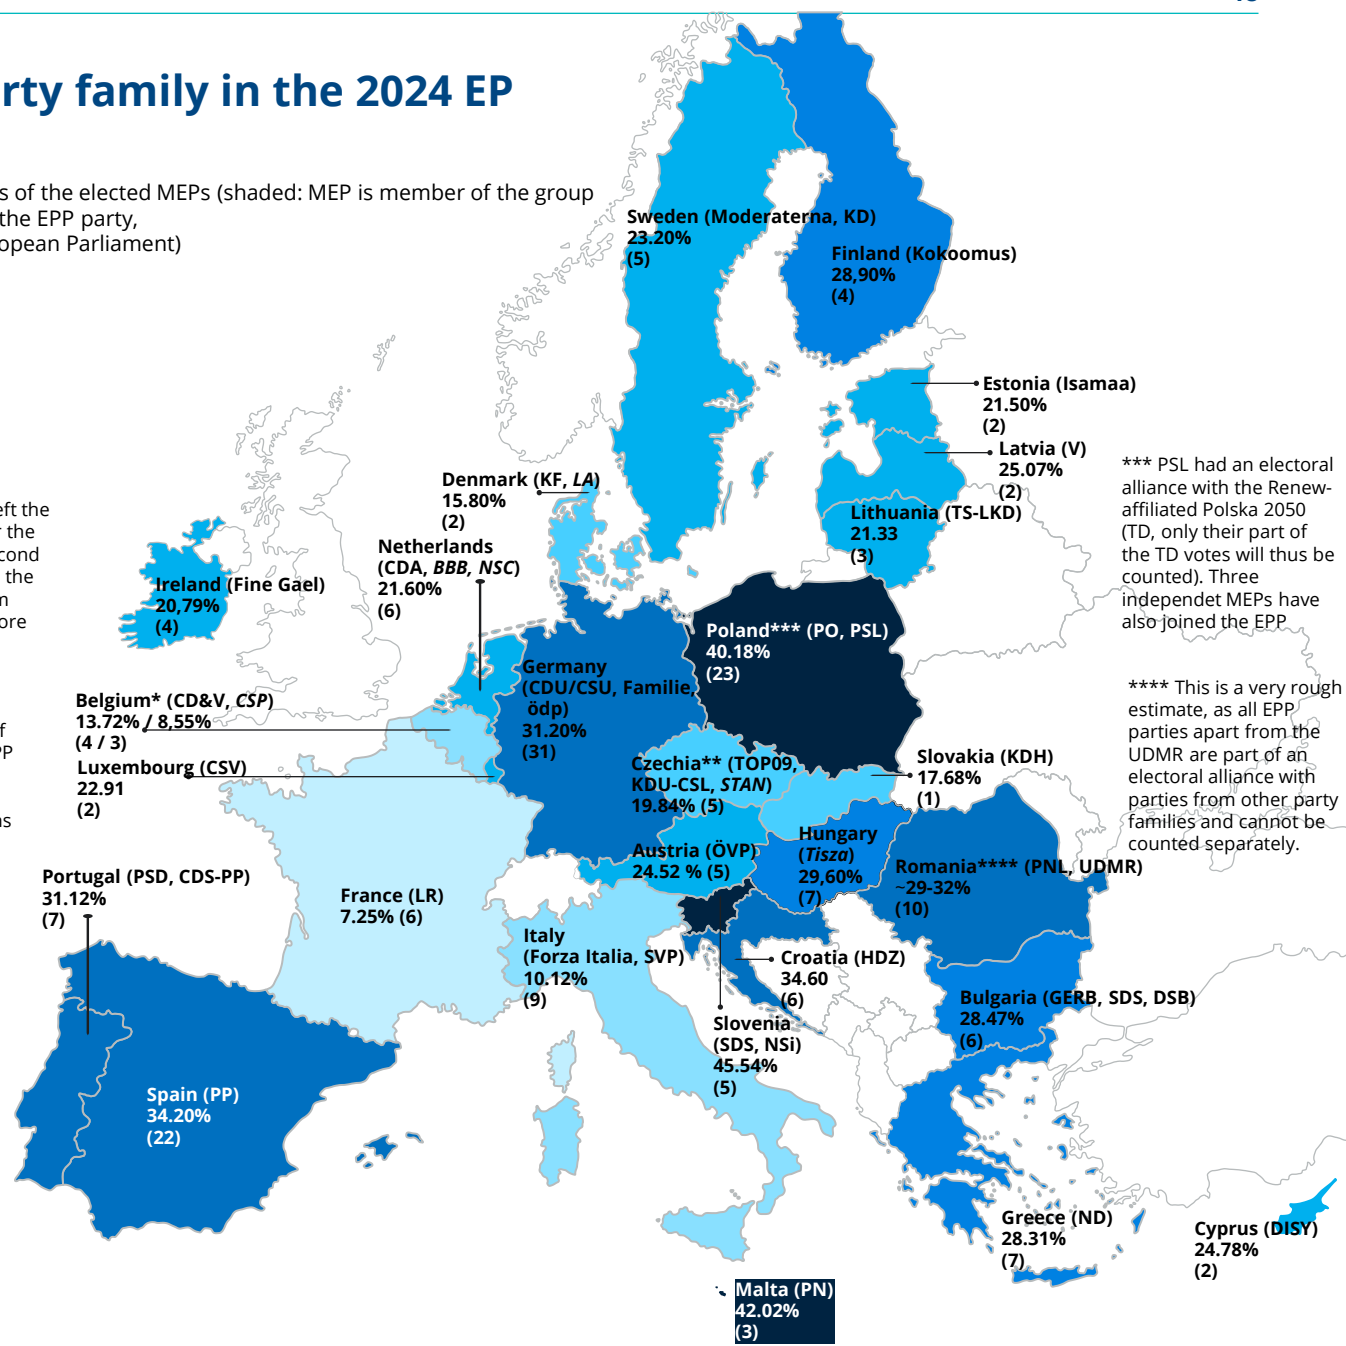 rty family in the 2024 EP
s of the elected MEPs (shaded: MEP is member of the group
the EPP party,
opean Parliament)
Sweden (Moderaterna, KD)
23.20%
(5)
Finland (Kokoomus)
28,90%
(4)
Estonia (Isamaa)
21.50%
(2)
Latvia (V)
25.07%
(2)
Lithuania (TS-LKD)
21.33
(3)
Denmark (KF, LA)
15.80%
(2)
Netherlands
(CDA, BBB, NSC)
21.60%
(6)
Ireland (Fine Gael)
20,79%
(4)
eft the
r the
cond
the
m
ore
*** PSL had an electoral
alliance with the Renew-
affiliated Polska 2050
(TD, only their part of
the TD votes will thus be
counted). Three
independet MEPs have
also joined the EPP
Poland*** (PO, PSL)
40.18%
(23)
Germany
(CDU/CSU, Familie,
ödp)
31.20%
(31)
Belgium* (CD&V, CSP)
13.72% / 8,55%
(4 / 3)
f
PP
Luxembourg (CSV)
22.91
(2)
as
**** This is a very rough
estimate, as all EPP
parties apart from the
UDMR are part of an
electoral alliance with
parties from other party
families and cannot be
counted separately.
Czechia** (TOP09,
KDU-CSL, STAN)
19.84% (5)
Slovakia (KDH)
17.68%
(1)
Hungary
(Tisza)
29,60%
(7)
Austria (ÖVP)
24.52 % (5)
Romania**** (PNL, UDMR)
~29-32%
(10)
Portugal (PSD, CDS-PP)
31.12%
(7)
France (LR)
7.25% (6)
Italy
(Forza Italia, SVP)
10.12%
(9)
Croatia (HDZ)
34.60
(6)
Slovenia
(SDS, NSi)
45.54%
(5)
Bulgaria (GERB, SDS, DSB)
28.47%
(6)
Spain (PP)
34.20%
(22)
Greece (ND)
28.31%
(7)
Cyprus (DISY)
24.78%
(2)
Malta (PN)
42.02%
(3)